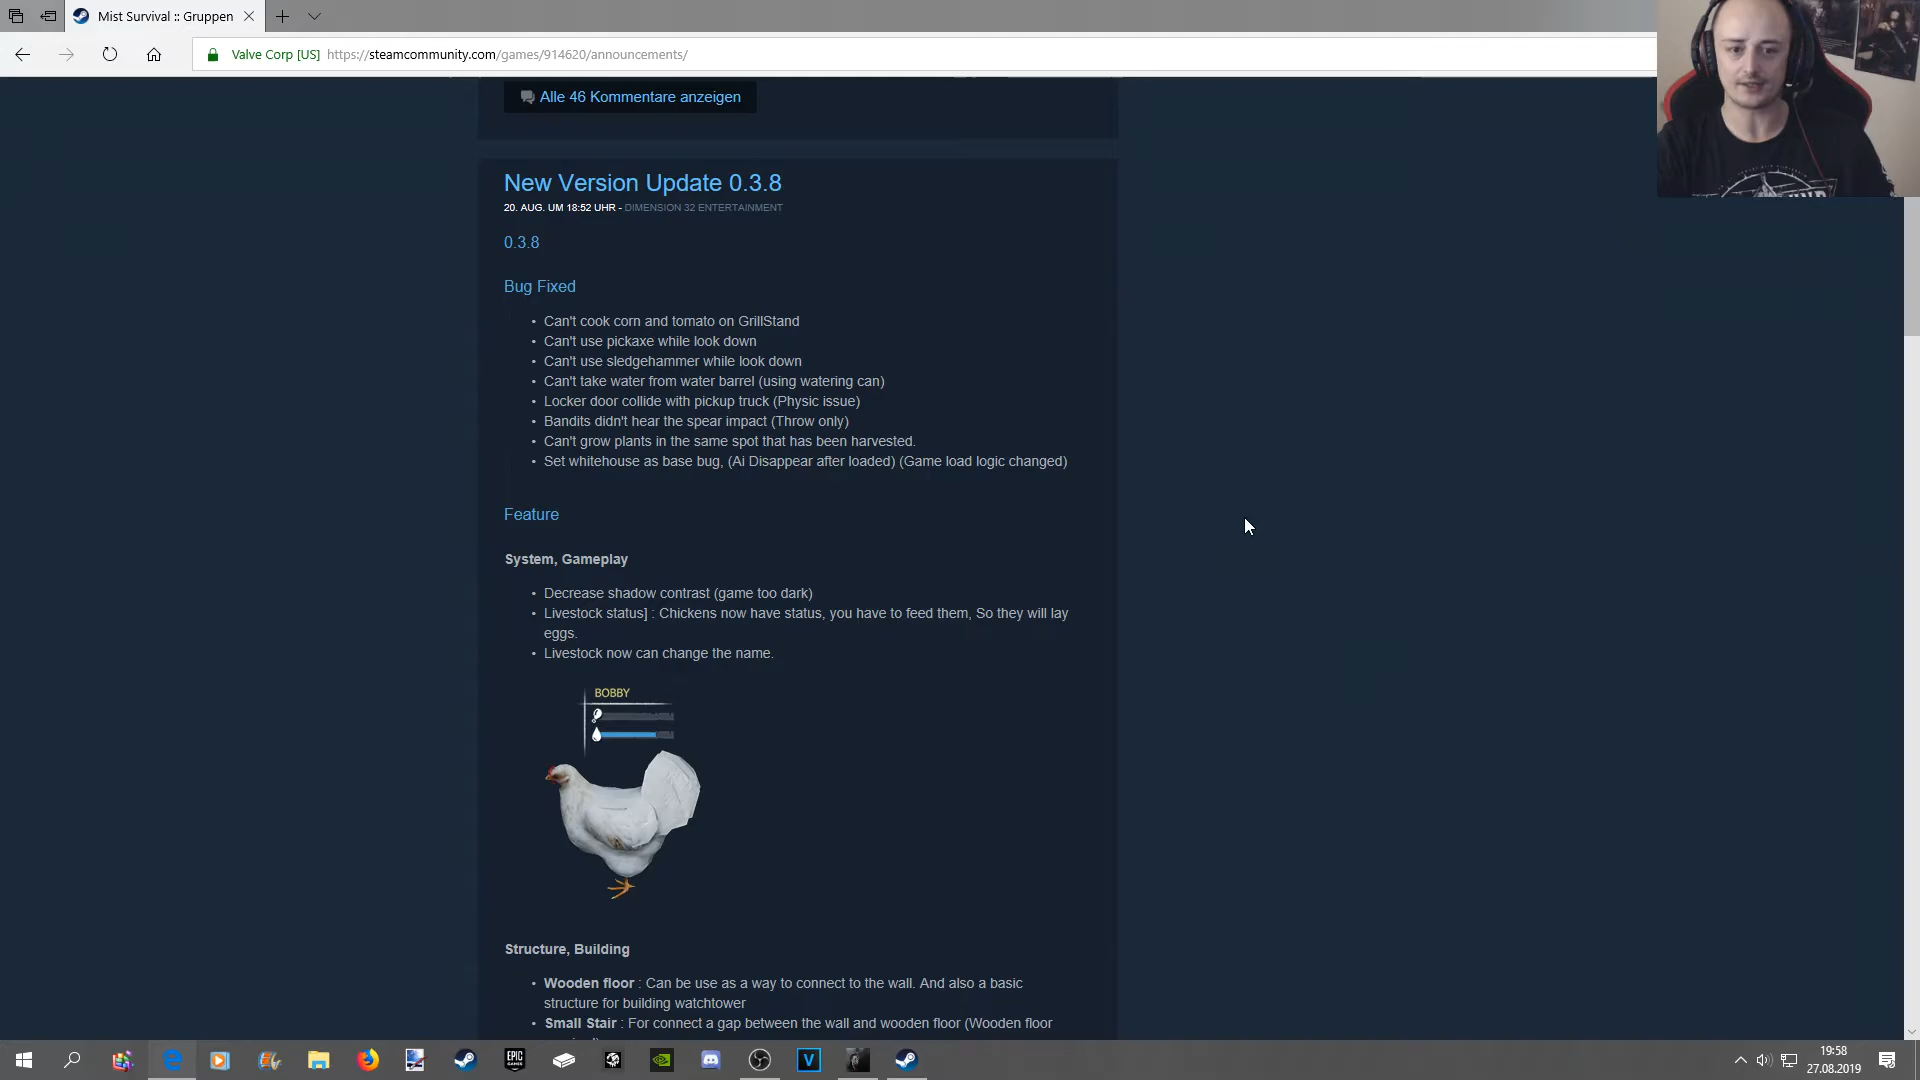 Mist Survival :: Gruppen
Valve Corp [US] https://steamcommunity.com/games/914620/announcements/
Alle 46 Kommentare anzeigen
New Version Update 0.3.8
20. AUG. UM 18:52 UHR - DIMENSION 32 ENTERTAINMENT
0.3.8
Bug Fixed
• Can't cook corn and tomato on GrillStand
• Can't use pickaxe while look down
• Can't use sledgehammer while look down
• Can't take water from water barrel (using watering can)
• Locker door collide with pickup truck (Physic issue)
• Bandits didn't hear the spear impact (Throw only)
• Can't grow plants in the same spot that has been harvested.
• Set whitehouse as base bug, (Ai Disappear after loaded) (Game load logic changed)
Feature
System, Gameplay
• Decrease shadow contrast (game too dark)
• Livestock status] : Chickens now have status, you have to feed them, So they will lay
eggs.
• Livestock now can change the name.
BOBBY
Structure, Building
• Wooden floor : Can be use as a way to connect to the wall. And also a basic
structure for building watchtower
• Small Stair : For connect a gap between the wall and wooden floor (Wooden floor
EPIC GAMES
V
19:58
27.08.2019